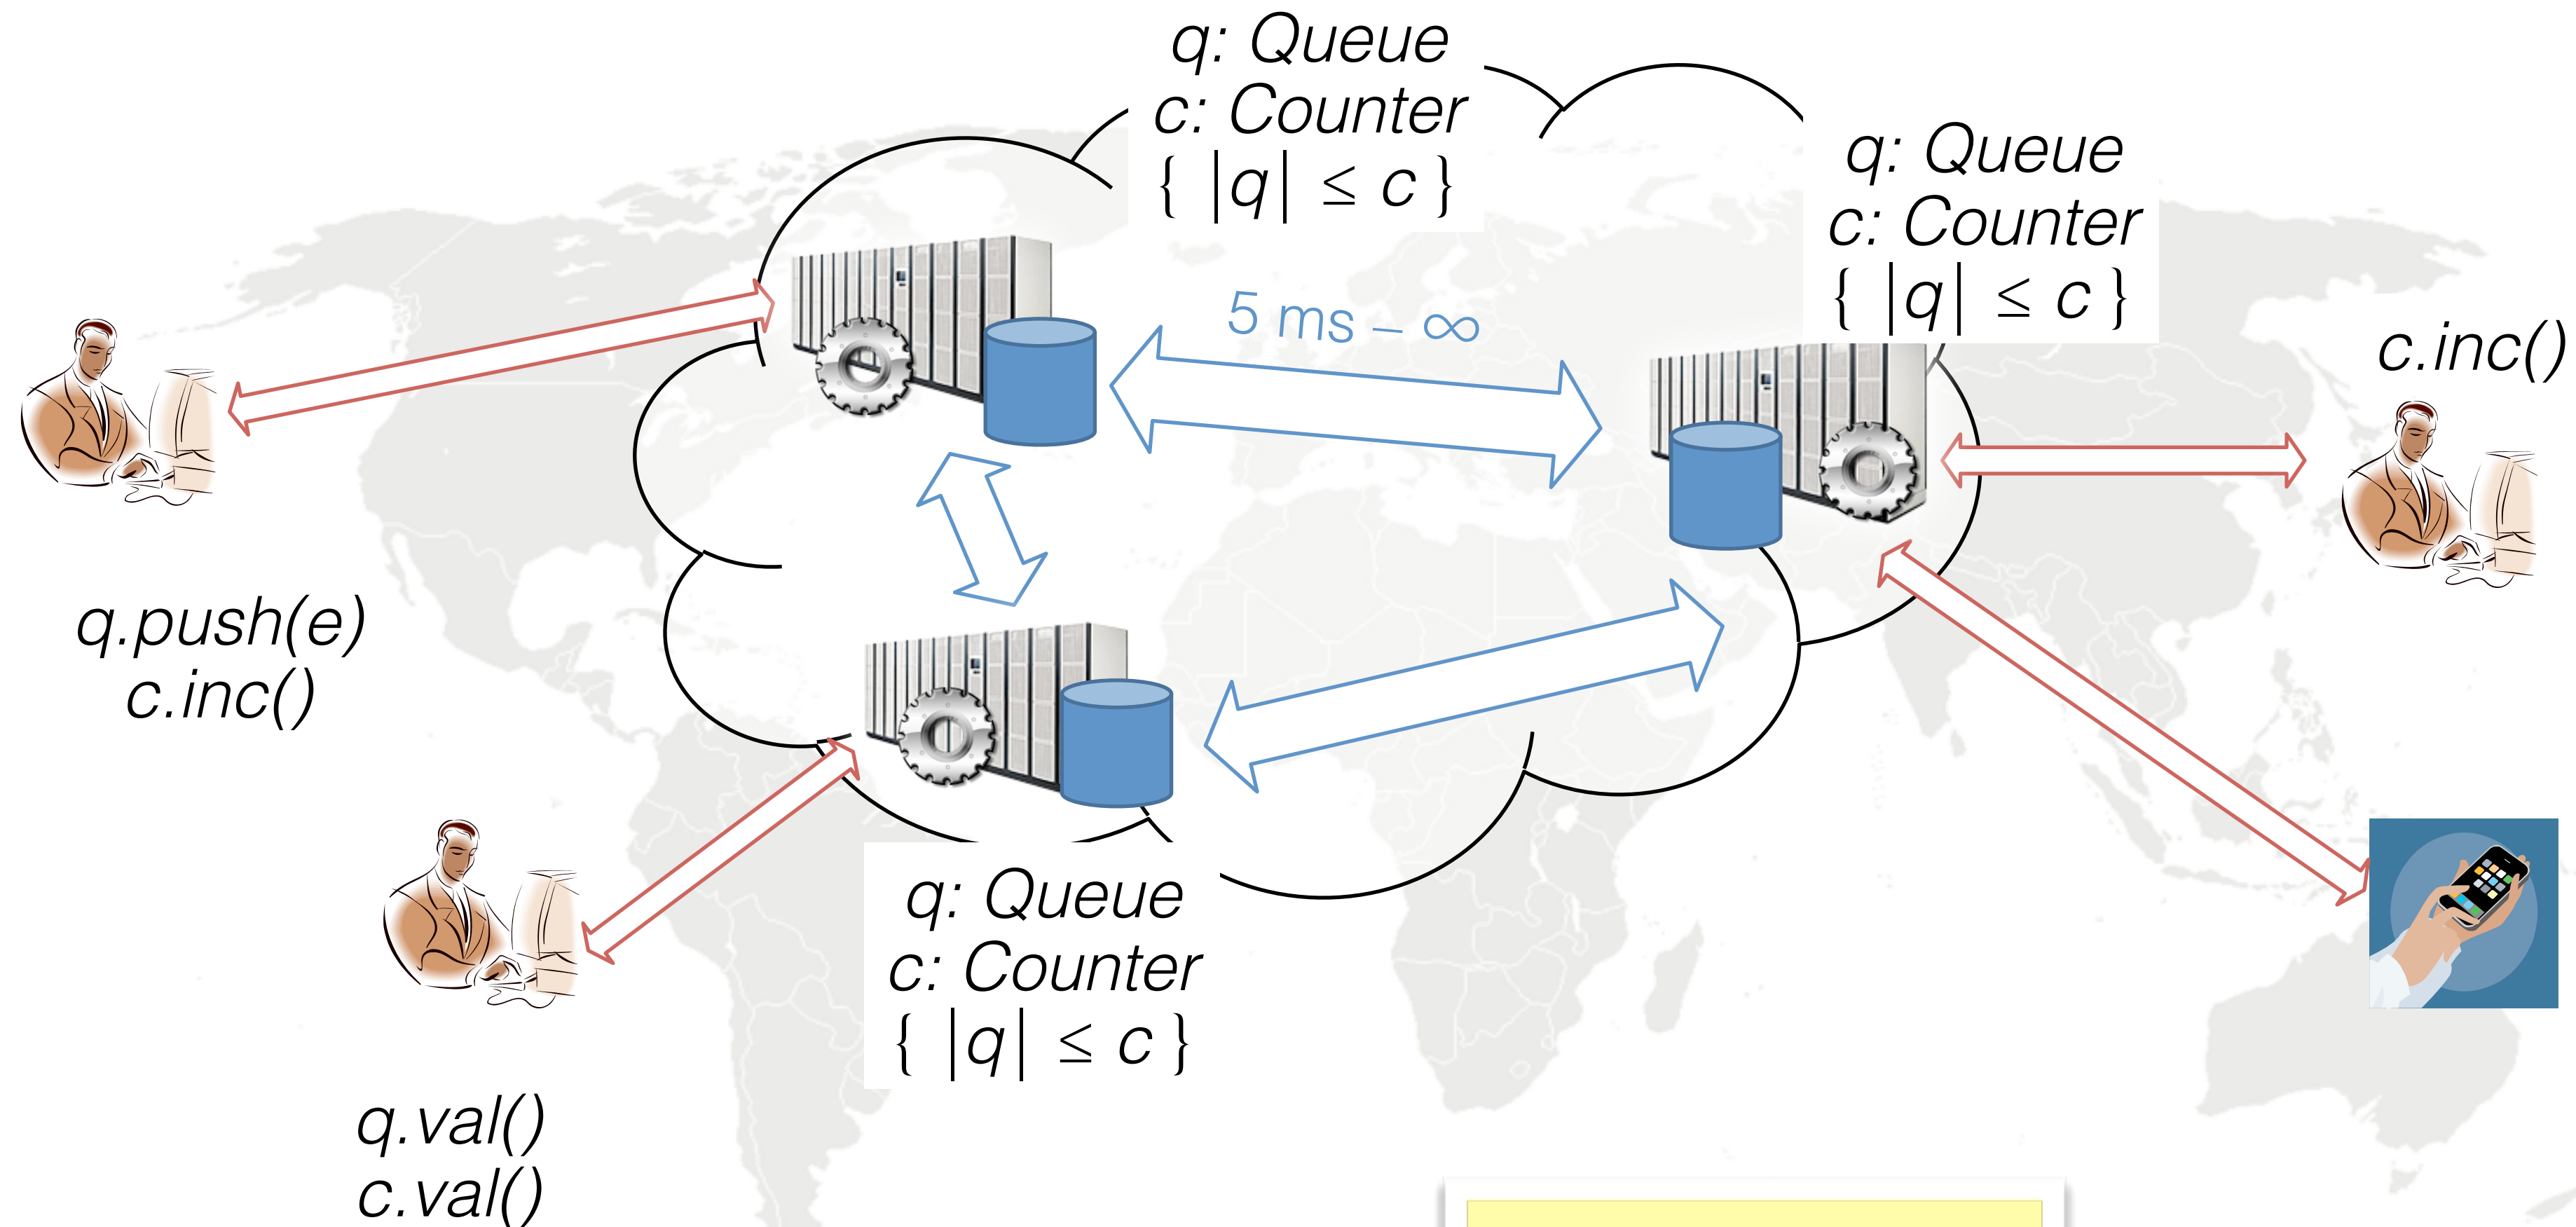 q: Queue
c: Counter
{ |q| ≤ c }
q: Queue
c: Counter
{ |q| ≤ c }
5 ms – ∞
c.inc()
q.push(e)
c.inc()
q: Queue
c: Counter
{ |q| ≤ c }
q.val()
c.val()